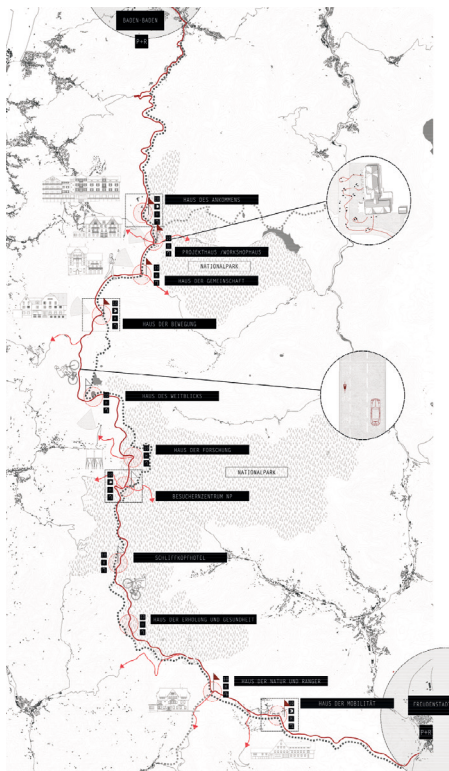 BADEN-BADEN
P+R
HAUS DES ANKOMMENS
PROJEKTHAUS /WORKSHOPHAUS
NATIONALPARK
HAUS DER GEMEINSCHAFT
HAUS DER BEWEGUNG
HAUS DES WEITBLICKS
HAUS DER FORSCHUNG
NATIONALPARK
BESUCHERNZENTRUM NP
SCHLIFFKOPFHOTEL
HAUS DER ERHOLUNG UND GESUNDHEIT
HAUS DER NATUR UND RANGER
HAUS DER MOBILITÄT
FREUDENSTADT
P+R